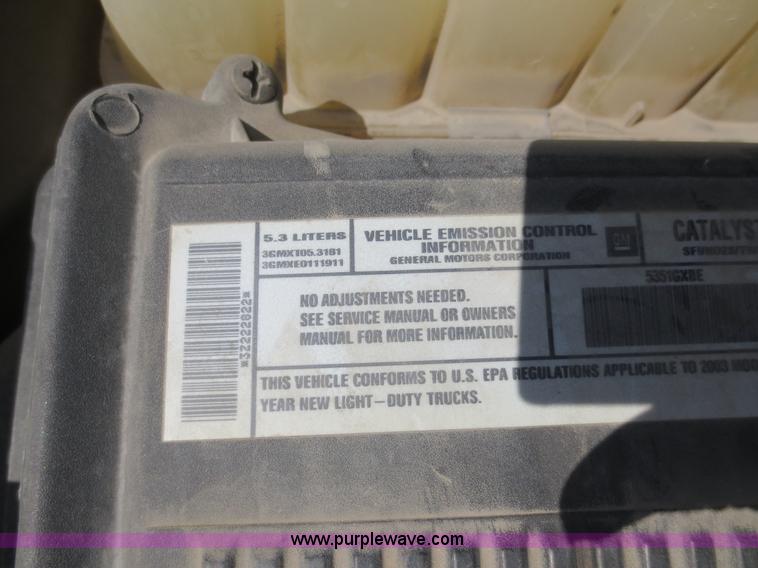 5.3 LITERS
3GMXT05.3181
3GMXE0111911
*3Z222822*
VEHICLE EMISSION CONTROL
INFORMATION
GENERAL MOTORS CORPORATION
GM
CATALYST
NO ADJUSTMENTS NEEDED.
SEE SERVICE MANUAL OR OWNERS
MANUAL FOR MORE INFORMATION.
5351GXBE
THIS VEHICLE CONFORMS TO U.S. EPA REGULATIONS APPLICABLE TO 2003 MOD
YEAR NEW LIGHT-DUTY TRUCKS.
www.purplewave.com